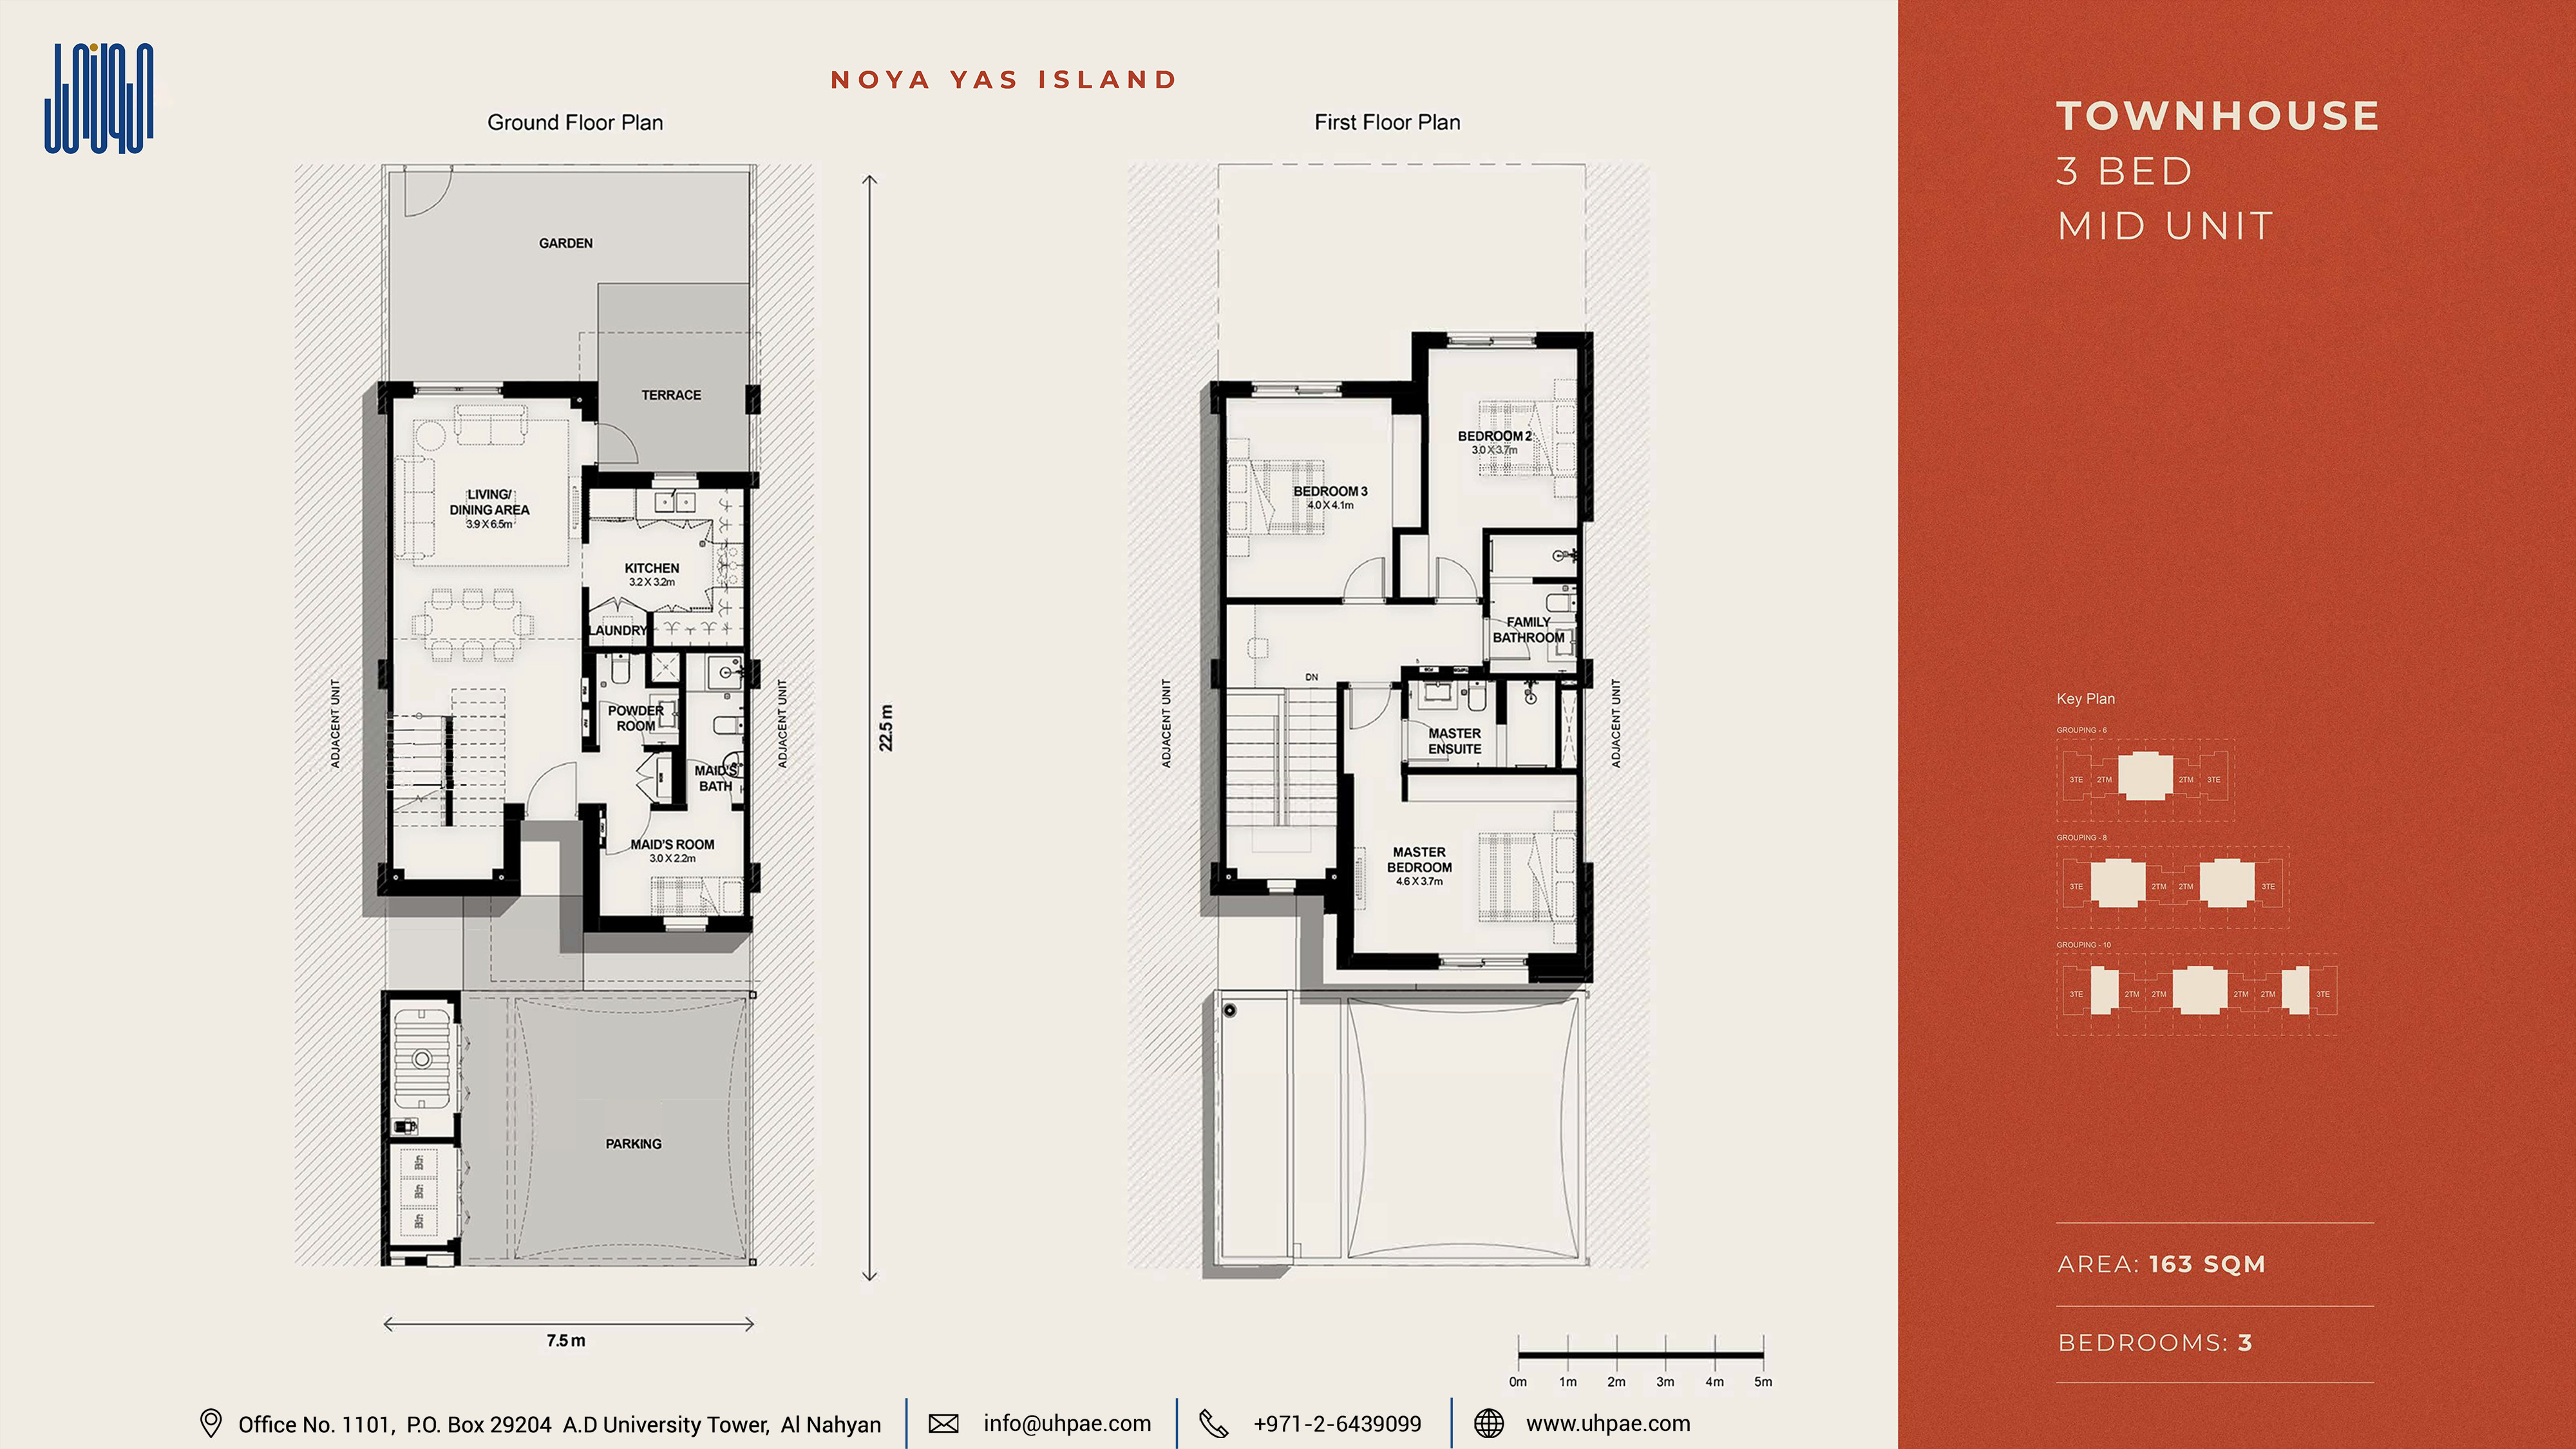 NOYA YAS ISLAND
Ground Floor Plan
GARDEN
TERRACE
LIVING/
DINING AREA
3.9 X 6.5m
KITCHEN
3.2 X 3.2m
LAUNDRY
POWDER
ROOM
MAID'S
BATH
MAID'S ROOM
3.0 X 2.2m
ADJACENT UNIT
ADJACENT UNIT
PARKING
Bin
Bin
Bin
22.5 m
7.5 m
First Floor Plan
BEDROOM 2
3.0 X 3.7m
BEDROOM 3
4.0 X 4.1m
FAMILY
BATHROOM
DN
MASTER
ENSUITE
MASTER
BEDROOM
4.6 X 3.7m
ADJACENT UNIT
ADJACENT UNIT
0m 1m 2m 3m 4m 5m
TOWNHOUSE
3 BED
MID UNIT
Key Plan
GROUPING - 6
3TE 2TM 2TM 3TE
GROUPING - 8
3TE 2TM 2TM 3TE
GROUPING - 10
3TE 2TM 2TM 2TM 2TM 3TE
AREA: 163 SQM
BEDROOMS: 3
Office No. 1101, P.O. Box 29204 A.D University Tower, Al Nahyan
info@uhpae.com
+971-2-6439099
www.uhpae.com